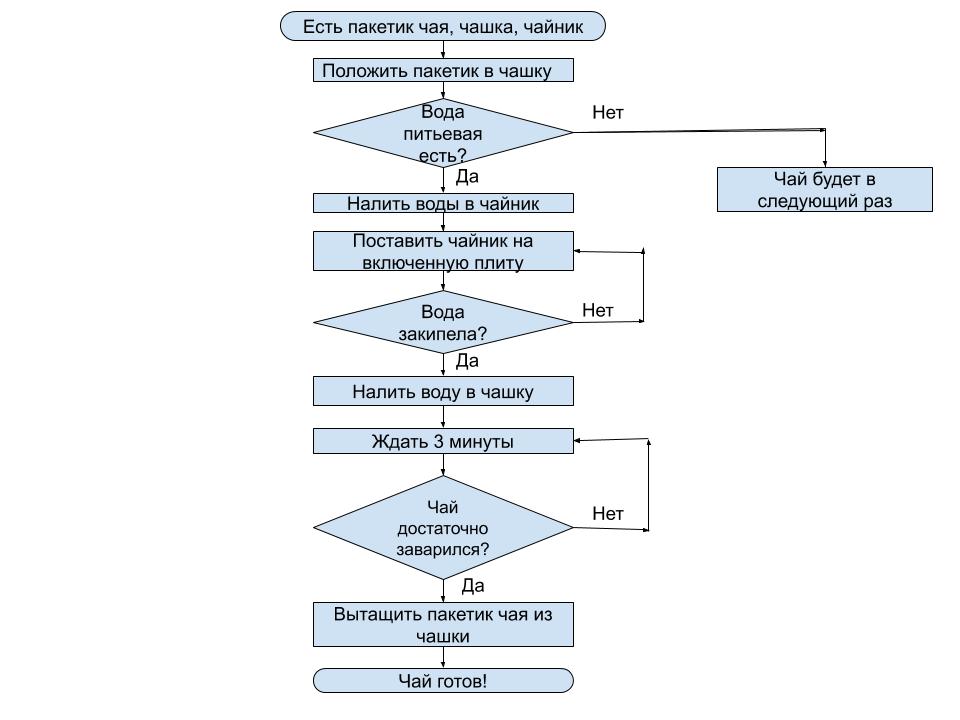 Есть пакетик чая, чашка, чайник
Положить пакетик в чашку
Вода
питьевая
есть?
Нет
Да
Чай будет в
следующий раз
Налить воды в чайник
Поставить чайник на
включенную плиту
Вода
закипела?
Нет
Да
Налить воду в чашку
Ждать 3 минуты
Чай
достаточно
заварился?
Нет
Да
Вытащить пакетик чая из
чашки
Чай готов!